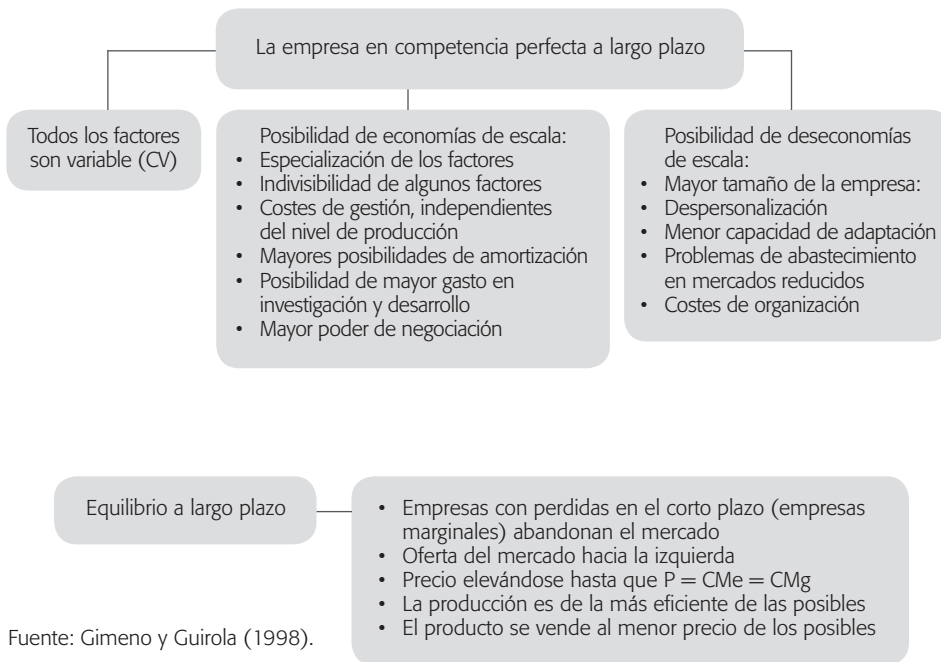 La empresa en competencia perfecta a largo plazo
Todos los factores
son variable (CV)
Posibilidad de economías de escala:
• Especialización de los factores
• Indivisibilidad de algunos factores
• Costes de gestión, independientes
del nivel de producción
• Mayores posibilidades de amortización
• Posibilidad de mayor gasto en
investigación y desarrollo
• Mayor poder de negociación
Posibilidad de deseconomías
de escala:
• Mayor tamaño de la empresa:
• Despersonalización
• Menor capacidad de adaptación
• Problemas de abastecimiento
en mercados reducidos
• Costes de organización
Equilibrio a largo plazo
• Empresas con perdidas en el corto plazo (empresas
marginales) abandonan el mercado
• Oferta del mercado hacia la izquierda
• Precio elevándose hasta que P = CMe = CMg
• La producción es de la más eficiente de las posibles
• El producto se vende al menor precio de los posibles
Fuente: Gimeno y Guirola (1998).